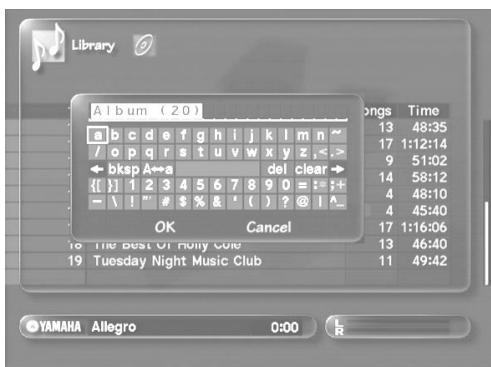 Library
Album (20)
ongs Time
13 48:35
17 1:12:14
9 51:02
14 58:12
4 48:10
4 45:40
17 1:16:06
a b c d e f g h i j k l m n ~
/ o p q r s t u v w x y z ,< .>
bksp A↔a del clear
{[ }] 1 2 3 4 5 6 7 8 9 0 = :; ;+
- \ ! "' # $ % & ' ( ) ? @ | ^_
OK Cancel
18 The Best Of Holly Cole 13 46:40
19 Tuesday Night Music Club 11 49:42
YAMAHA Allegro 0:00 L R